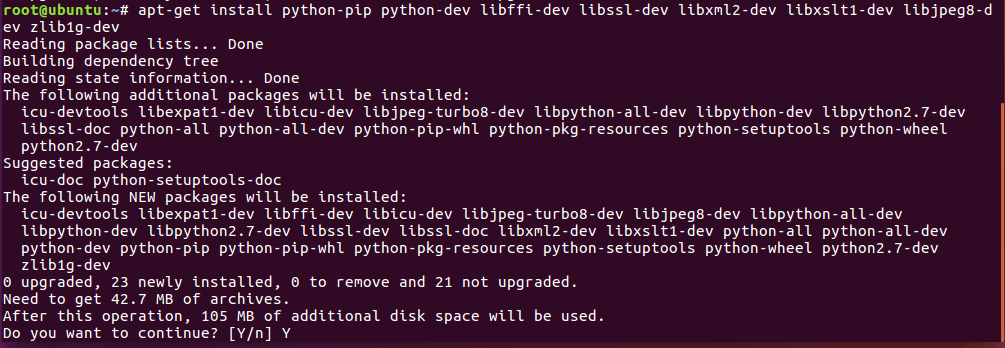 root@ubuntu:~# apt-get install python-pip python-dev libffi-dev libssl-dev libxml2-dev libxslt1-dev libjpeg8-d
ev zlib1g-dev
Reading package lists... Done
Building dependency tree
Reading state information... Done
The following additional packages will be installed:
  icu-devtools libexpat1-dev libicu-dev libjpeg-turbo8-dev libpython-all-dev libpython-dev libpython2.7-dev
  libssl-doc python-all python-all-dev python-pip-whl python-pkg-resources python-setuptools python-wheel
  python2.7-dev
Suggested packages:
  icu-doc python-setuptools-doc
The following NEW packages will be installed:
  icu-devtools libexpat1-dev libffi-dev libicu-dev libjpeg-turbo8-dev libjpeg8-dev libpython-all-dev
  libpython-dev libpython2.7-dev libssl-dev libssl-doc libxml2-dev libxslt1-dev python-all python-all-dev
  python-dev python-pip python-pip-whl python-pkg-resources python-setuptools python-wheel python2.7-dev
  zlib1g-dev
0 upgraded, 23 newly installed, 0 to remove and 21 not upgraded.
Need to get 42.7 MB of archives.
After this operation, 105 MB of additional disk space will be used.
Do you want to continue? [Y/n] Y